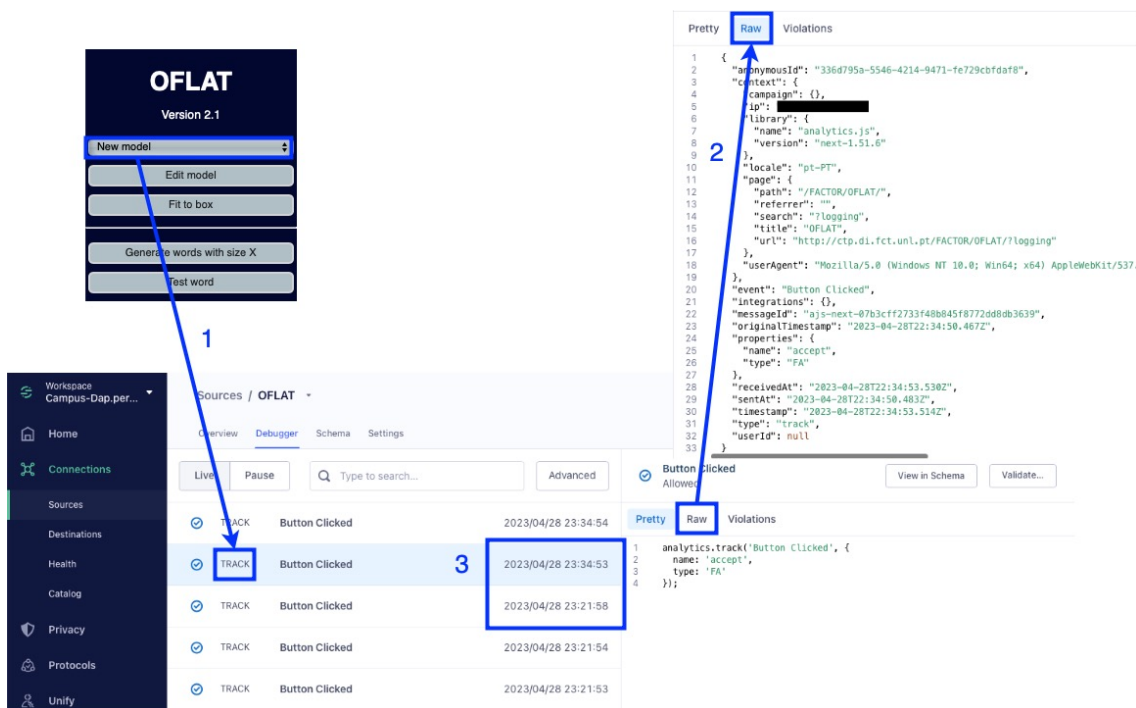 OFLAT
Version 2.1
New model
Edit model
Fit to box
Generate words with size X
Test word
1
Pretty Raw Violations
1 {
2 "anonymousId": "336d795a-5546-4214-9471-fe729cbfdaf8",
3 "context": {
4 "campaign": {},
5 "ip":
6 "library": {
7 "name": "analytics.js",
8 "version": "next-1.51.6"
9 },
10 "locale": "pt-PT",
11 "page": {
12 "path": "/FACTOR/OFLAT/",
13 "referrer": "",
14 "search": "?logging",
15 "title": "OFLAT",
16 "url": "http://ctp.di.fct.unl.pt/FACTOR/OFLAT/?logging"
17 },
18 "userAgent": "Mozilla/5.0 (Windows NT 10.0; Win64; x64) AppleWebKit/537.
19 },
20 "event": "Button Clicked",
21 "integrations": {},
22 "messageId": "ajs-next-07b3cff2733f48b845f8772dd8db3639",
23 "originalTimestamp": "2023-04-28T22:34:50.467Z",
24 "properties": {
25 "name": "accept",
26 "type": "FA"
27 },
28 "receivedAt": "2023-04-28T22:34:53.530Z",
29 "sentAt": "2023-04-28T22:34:50.483Z",
30 "timestamp": "2023-04-28T22:34:53.514Z",
31 "type": "track",
32 "userId": null
33 }
2
Workspace
Campus-Dap.per...
Home
Connections
Sources
Destinations
Health
Catalog
Privacy
Protocols
Unify
Sources / OFLAT
Overview Debugger Schema Settings
Live Pause Type to search... Advanced
TRACK Button Clicked 2023/04/28 23:34:54
TRACK Button Clicked 3 2023/04/28 23:34:53
TRACK Button Clicked 2023/04/28 23:21:58
TRACK Button Clicked 2023/04/28 23:21:54
TRACK Button Clicked 2023/04/28 23:21:53
Button Clicked
Allowed
View in Schema Validate...
Pretty Raw Violations
1 analytics.track('Button Clicked', {
2 name: 'accept',
3 type: 'FA'
4 });